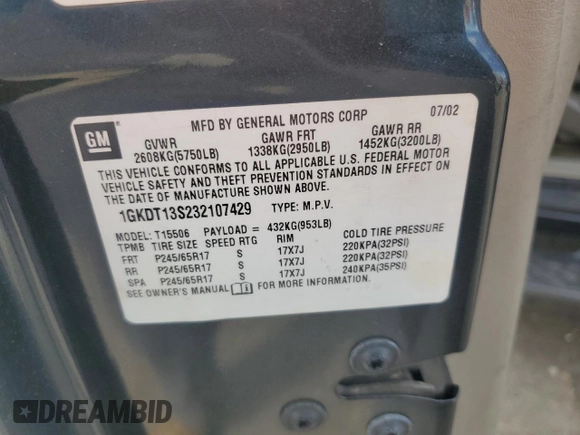 GM
MFD BY GENERAL MOTORS CORP 07/02
GVWR GAWR FRT GAWR RR
2608KG(5750LB) 1338KG(2950LB) 1452KG(3200LB)
THIS VEHICLE CONFORMS TO ALL APPLICABLE U.S. FEDERAL MOTOR
VEHICLE SAFETY AND THEFT PREVENTION STANDARDS IN EFFECT ON
THE DATE OF MANUFACTURE SHOWN ABOVE.
1GKDT13S232107429 TYPE: M.P.V.
MODEL: T15506 PAYLOAD = 432KG(953LB)
TPMB TIRE SIZE SPEED RTG RIM COLD TIRE PRESSURE
FRT P245/65R17 S 17X7J 220KPA(32PSI)
RR P245/65R17 S 17X7J 220KPA(32PSI)
SPA P245/65R17 S 17X7J 240KPA(35PSI)
SEE OWNER'S MANUAL FOR MORE INFORMATION.
DREAMBID